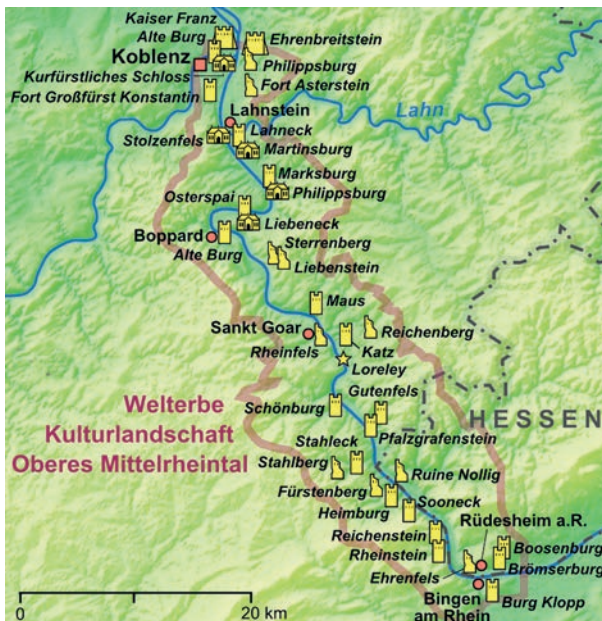 Kaiser Franz
Alte Burg
Ehrenbreitstein
Koblenz
Philippsburg
Kurfürstliches Schloss
Fort Asterstein
Fort Großfürst Konstantin
Lahn
Lahnstein
Stolzenfels
Lahneck
Martinsburg
Marksburg
Philippsburg
Osterspai
Liebeneck
Boppard
Alte Burg
Sterrenberg
Liebenstein
Maus
Sankt Goar
Reichenberg
Rheinfels
Katz
Loreley
Gutenfels
Welterbe
Kulturlandschaft
Oberes Mittelrheintal
Schönburg
HESSEN
Pfalzgrafenstein
Stahleck
Stahlberg
Ruine Nollig
Fürstenberg
Sooneck
Heimburg
Reichenstein
Rüdesheim a.R.
Rheinstein
Boosenburg
Brömserburg
Ehrenfels
Bingen
am Rhein
Burg Klopp
0
20 km